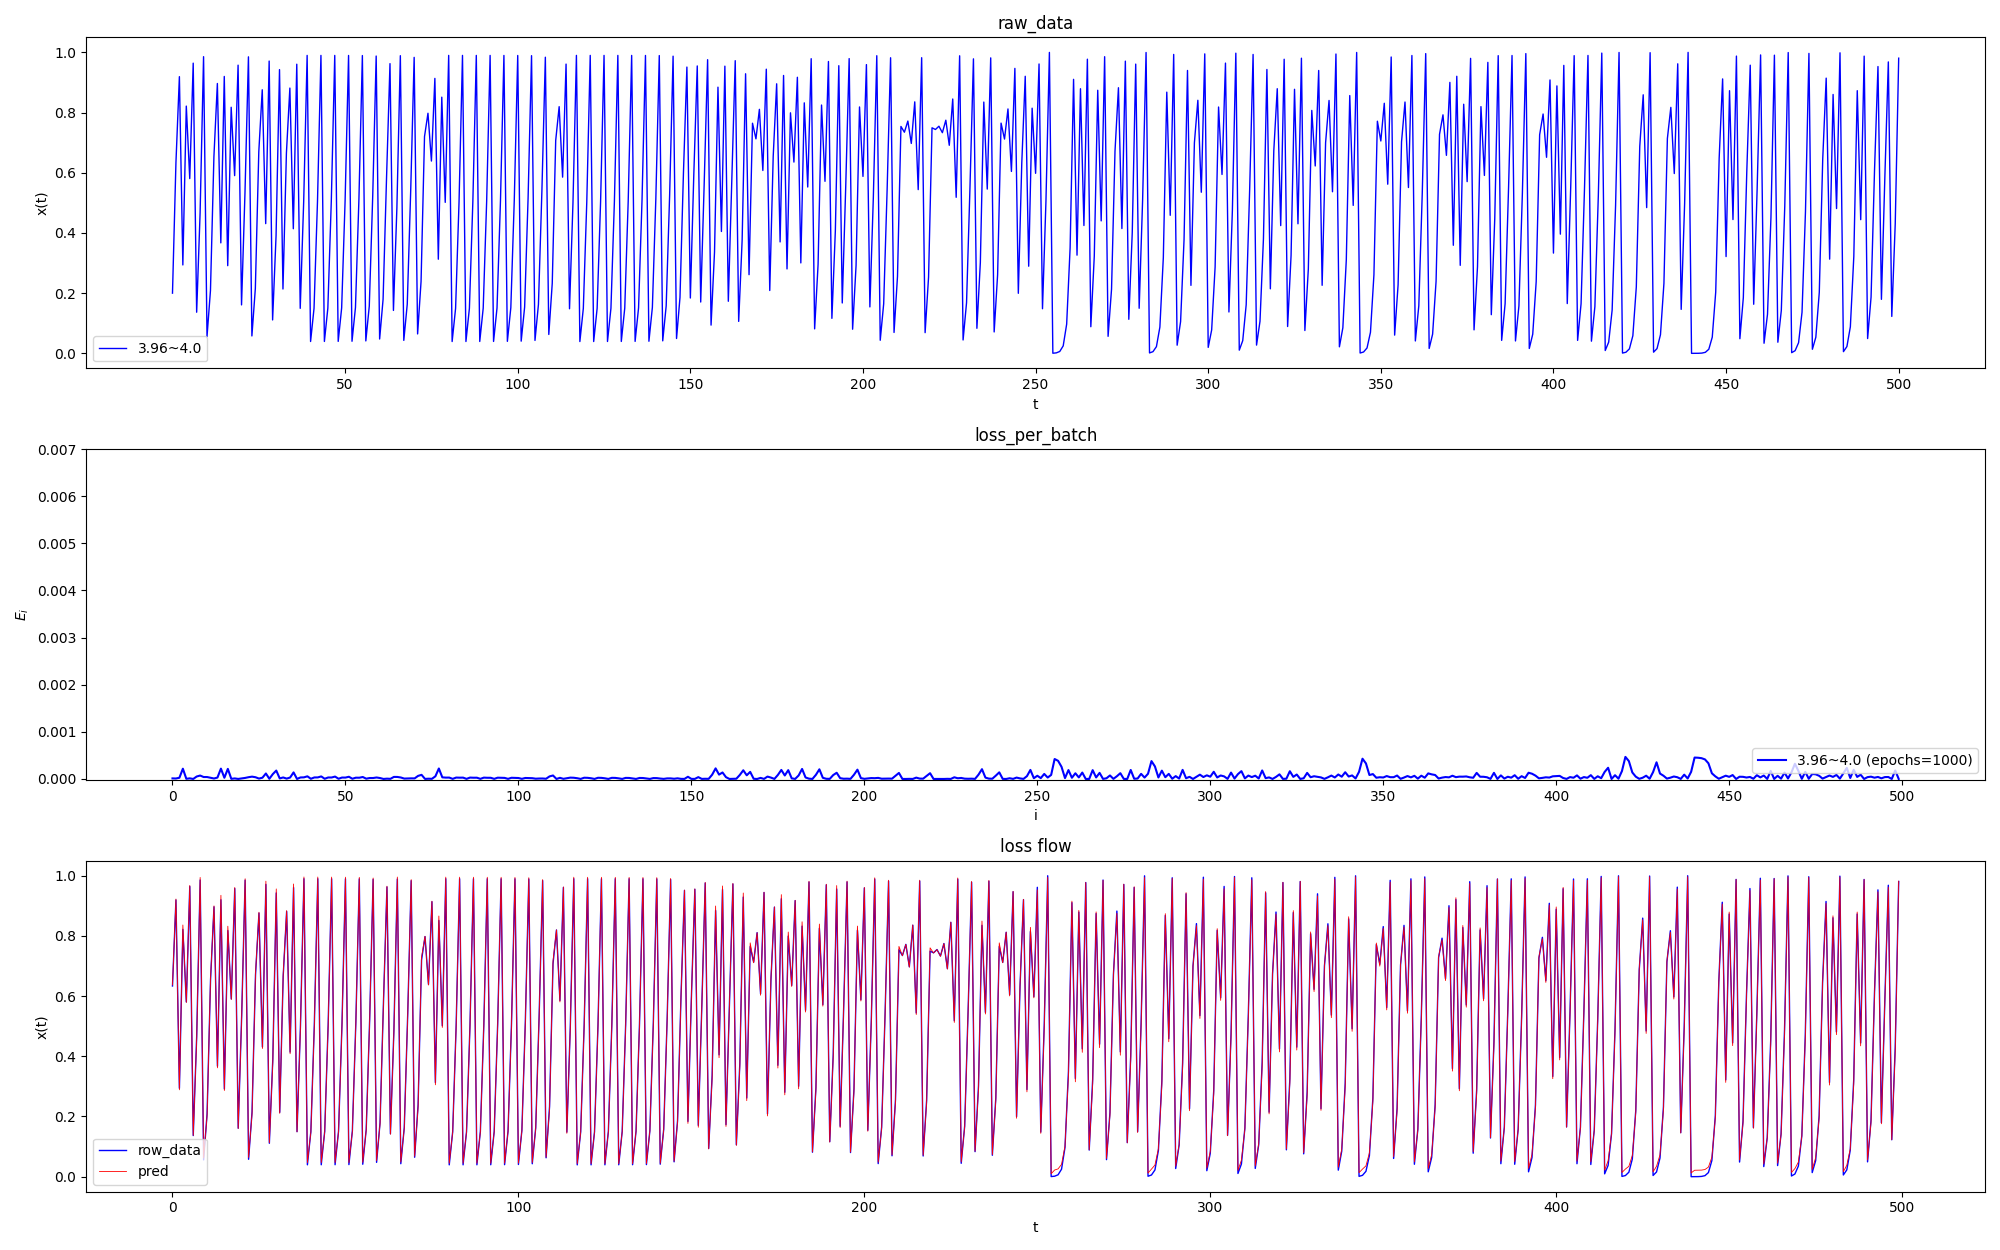 raw_data
x(t)
1.0
0.8
0.6
0.4
0.2
0.0
3.96~4.0
50 100 150 200 250 300 350 400 450 500
t
loss_per_batch
E_i
0.007
0.006
0.005
0.004
0.003
0.002
0.001
0.000
3.96~4.0 (epochs=1000)
0 50 100 150 200 250 300 350 400 450 500
i
loss flow
x(t)
1.0
0.8
0.6
0.4
0.2
0.0
row_data
pred
0 100 200 300 400 500
t